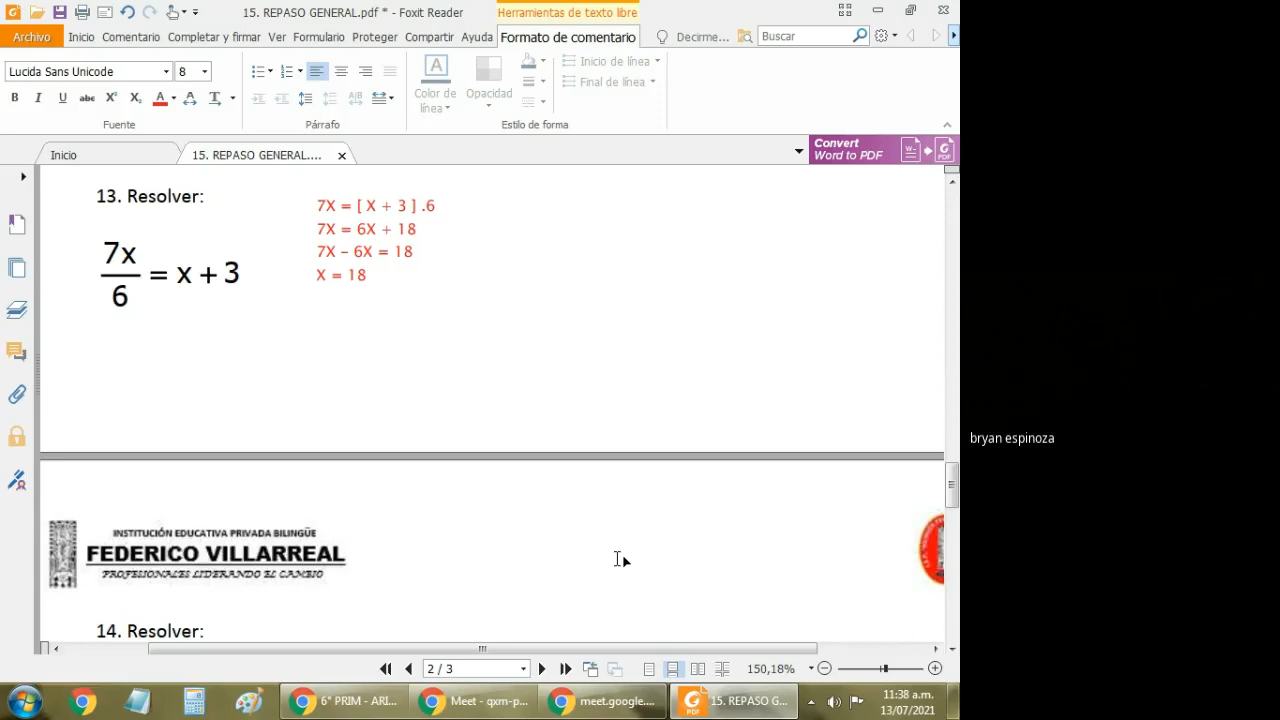 15. REPASO GENERAL.pdf * - Foxit Reader
Herramientas de texto libre
Archivo
Inicio
Comentario
Completar y firmar
Ver
Formulario
Proteger
Compartir
Ayuda
Formato de comentario
Decirme...
Buscar
Lucida Sans Unicode
8
Color de línea
Opacidad
Inicio de línea
Final de línea
Fuente
Párrafo
Estilo de forma
Inicio
15. REPASO GENERAL....
Convert
Word to PDF
13. Resolver:
7x
6
= x + 3
7X = [ X + 3 ] .6
7X = 6X + 18
7X – 6X = 18
X = 18
bryan espinoza
INSTITUCIÓN EDUCATIVA PRIVADA BILINGÜE
FEDERICO VILLARREAL
PROFESIONALES LIDERANDO EL CAMBIO
14. Resolver:
2 / 3
150,18%
6° PRIM - ARI...
Meet - qxm-p...
meet.google....
15. REPASO G...
11:38 a.m.
13/07/2021